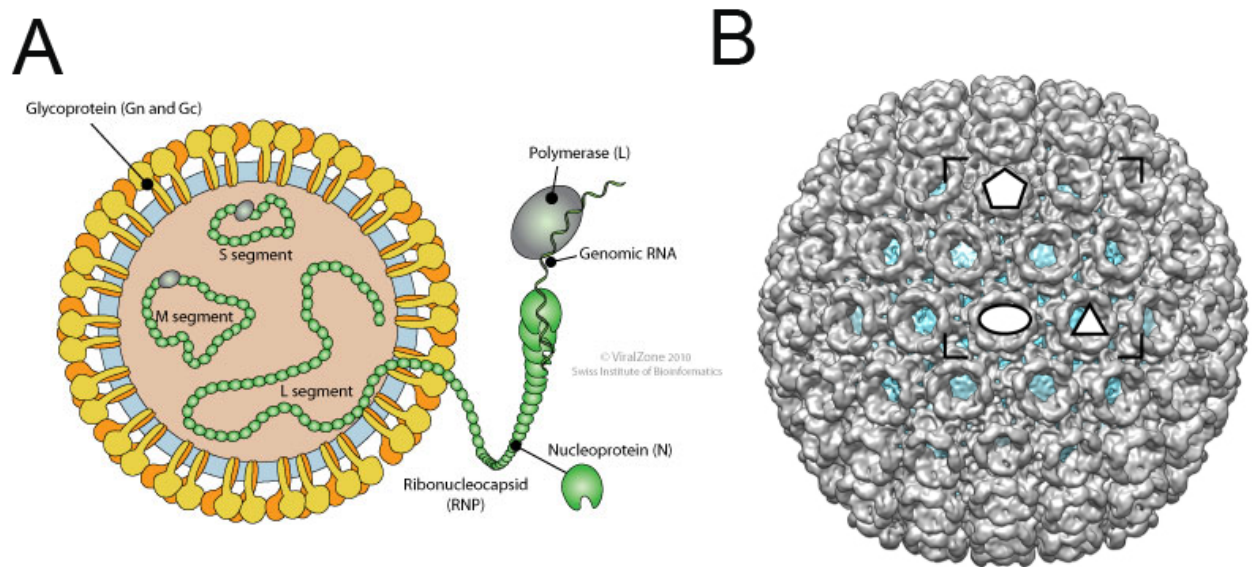 A
B
Glycoprotein (Gn and Gc)
Polymerase (L)
Genomic RNA
S segment
M segment
L segment
© ViralZone 2010
Swiss Institute of Bioinformatics
Nucleoprotein (N)
Ribonucleocapsid
(RNP)